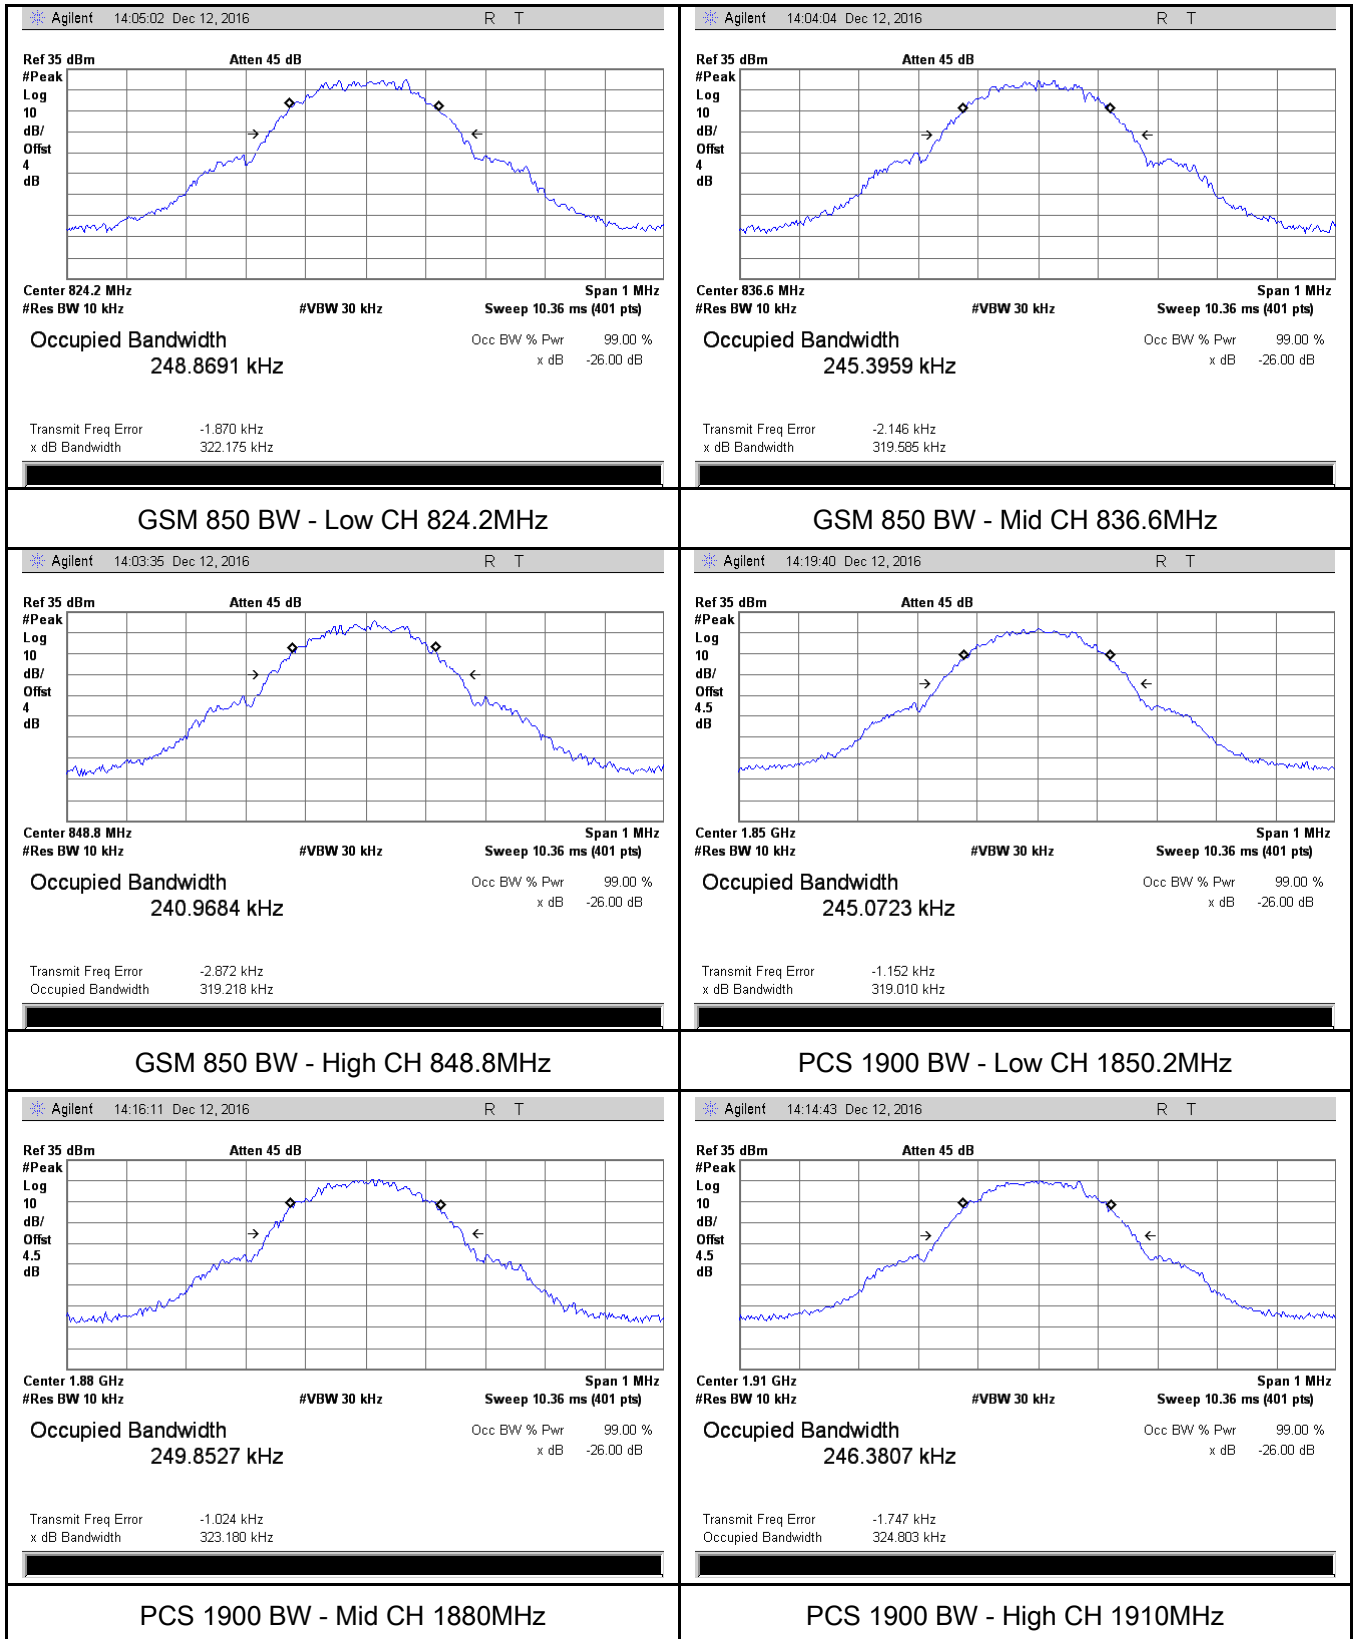 Agilent 14:05:02 Dec 12, 2016 R T
Ref 35 dBm Atten 45 dB
#Peak
Log
10
dB/
Offst
4
dB
Center 824.2 MHz Span 1 MHz
#Res BW 10 kHz #VBW 30 kHz Sweep 10.36 ms (401 pts)
Occupied Bandwidth Occ BW % Pwr 99.00 %
248.8691 kHz x dB -26.00 dB
Transmit Freq Error -1.870 kHz
x dB Bandwidth 322.175 kHz
GSM 850 BW - Low CH 824.2MHz
Agilent 14:04:04 Dec 12, 2016 R T
Ref 35 dBm Atten 45 dB
#Peak
Log
10
dB/
Offst
4
dB
Center 836.6 MHz Span 1 MHz
#Res BW 10 kHz #VBW 30 kHz Sweep 10.36 ms (401 pts)
Occupied Bandwidth Occ BW % Pwr 99.00 %
245.3959 kHz x dB -26.00 dB
Transmit Freq Error -2.146 kHz
x dB Bandwidth 319.585 kHz
GSM 850 BW - Mid CH 836.6MHz
Agilent 14:03:35 Dec 12, 2016 R T
Ref 35 dBm Atten 45 dB
#Peak
Log
10
dB/
Offst
4
dB
Center 848.8 MHz Span 1 MHz
#Res BW 10 kHz #VBW 30 kHz Sweep 10.36 ms (401 pts)
Occupied Bandwidth Occ BW % Pwr 99.00 %
240.9684 kHz x dB -26.00 dB
Transmit Freq Error -2.872 kHz
Occupied Bandwidth 319.218 kHz
GSM 850 BW - High CH 848.8MHz
Agilent 14:19:40 Dec 12, 2016 R T
Ref 35 dBm Atten 45 dB
#Peak
Log
10
dB/
Offst
4.5
dB
Center 1.85 GHz Span 1 MHz
#Res BW 10 kHz #VBW 30 kHz Sweep 10.36 ms (401 pts)
Occupied Bandwidth Occ BW % Pwr 99.00 %
245.0723 kHz x dB -26.00 dB
Transmit Freq Error -1.152 kHz
x dB Bandwidth 319.010 kHz
PCS 1900 BW - Low CH 1850.2MHz
Agilent 14:16:11 Dec 12, 2016 R T
Ref 35 dBm Atten 45 dB
#Peak
Log
10
dB/
Offst
4.5
dB
Center 1.88 GHz Span 1 MHz
#Res BW 10 kHz #VBW 30 kHz Sweep 10.36 ms (401 pts)
Occupied Bandwidth Occ BW % Pwr 99.00 %
249.8527 kHz x dB -26.00 dB
Transmit Freq Error -1.024 kHz
x dB Bandwidth 323.180 kHz
PCS 1900 BW - Mid CH 1880MHz
Agilent 14:14:43 Dec 12, 2016 R T
Ref 35 dBm Atten 45 dB
#Peak
Log
10
dB/
Offst
4.5
dB
Center 1.91 GHz Span 1 MHz
#Res BW 10 kHz #VBW 30 kHz Sweep 10.36 ms (401 pts)
Occupied Bandwidth Occ BW % Pwr 99.00 %
246.3807 kHz x dB -26.00 dB
Transmit Freq Error -1.747 kHz
Occupied Bandwidth 324.803 kHz
PCS 1900 BW - High CH 1910MHz